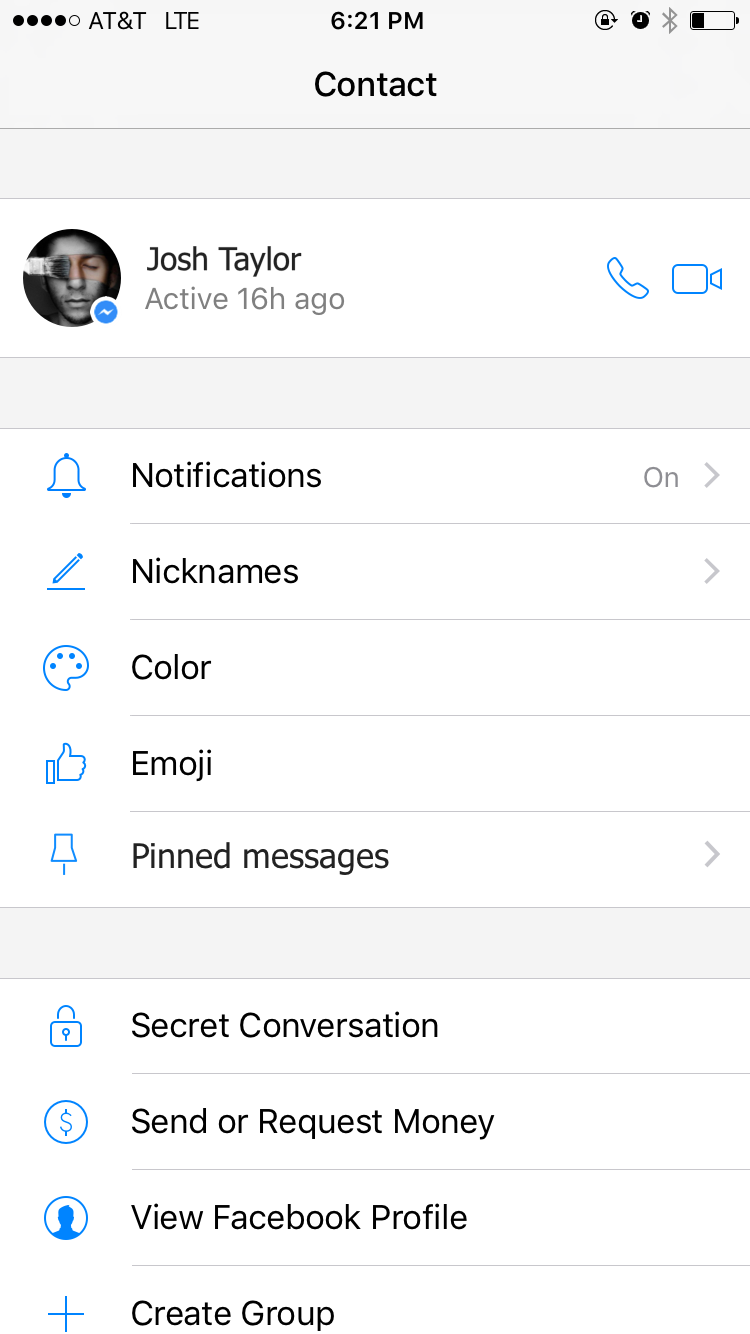 AT&T LTE 6:21 PM
Contact
Josh Taylor
Active 16h ago
Notifications On
Nicknames
Color
Emoji
Pinned messages
Secret Conversation
$ Send or Request Money
View Facebook Profile
Create Group